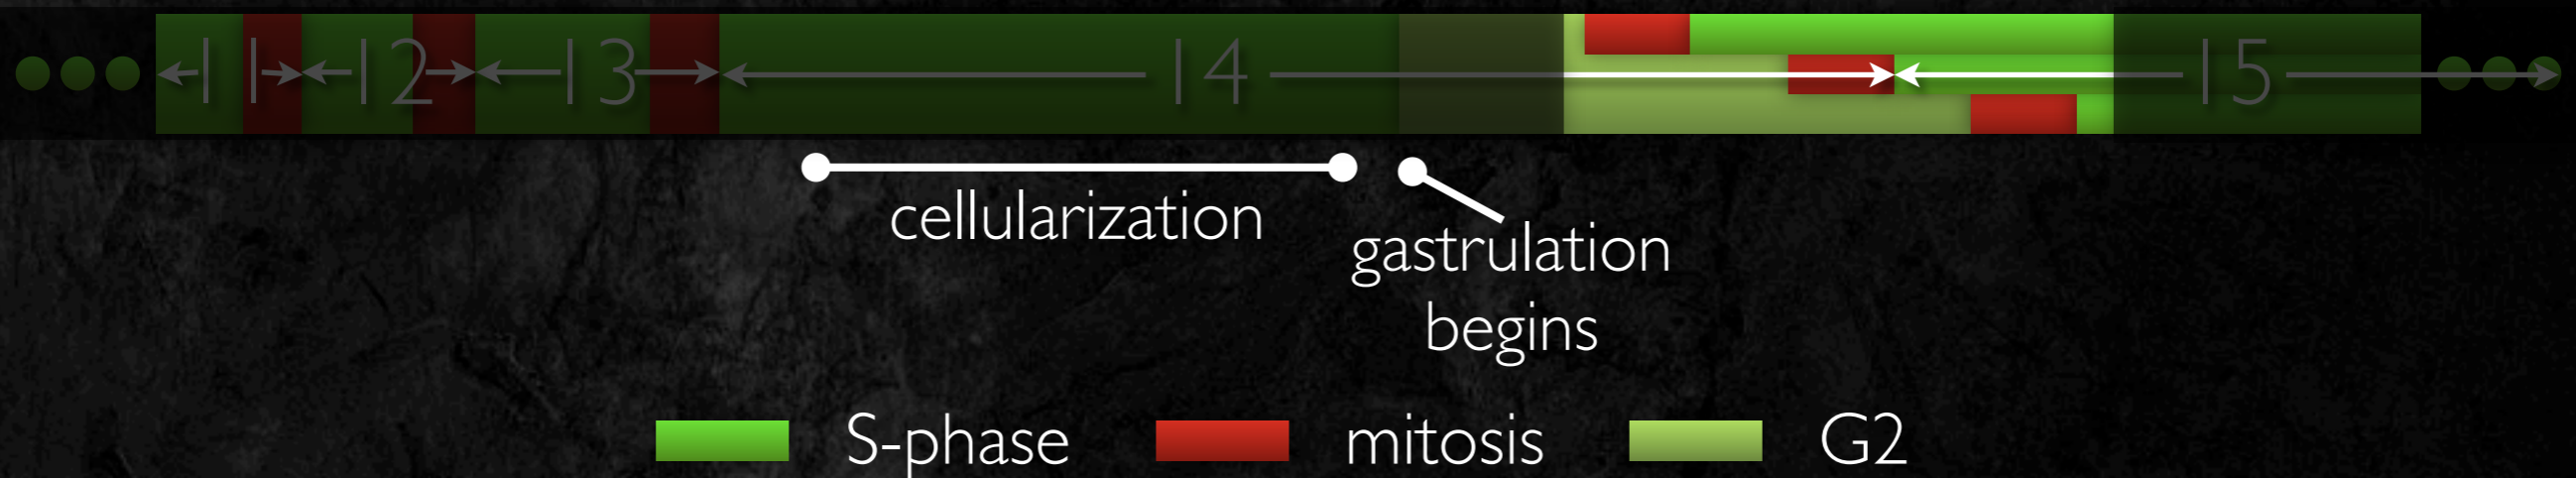 11 12 13 14 15
cellularization
gastrulation
begins
S-phase mitosis G2